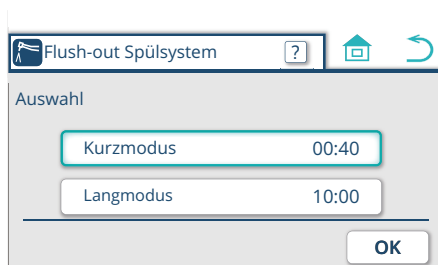 Flush-out Spülsystem ?
Auswahl
Kurzmodus 00:40
Langmodus 10:00
OK